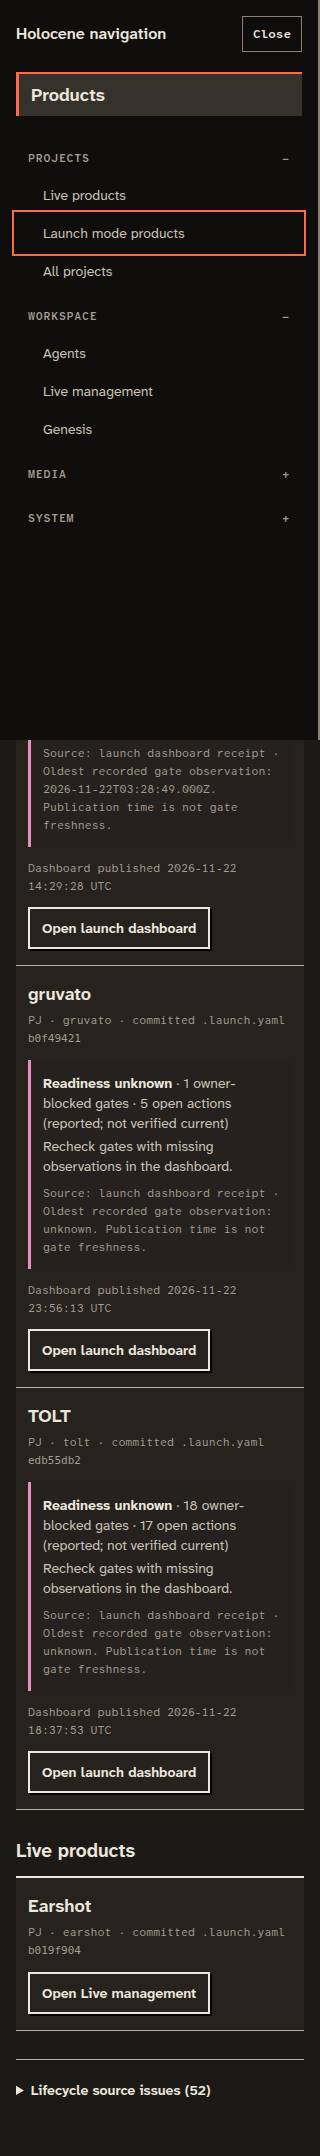 Holocene navigation
Close
Products
PROJECTS −
Live products
Launch mode products
All projects
WORKSPACE −
Agents
Live management
Genesis
MEDIA +
SYSTEM +
Source: launch dashboard receipt ·
Oldest recorded gate observation:
2026-11-22T03:28:49.000Z.
Publication time is not gate
freshness.
Dashboard published 2026-11-22
14:29:28 UTC
Open launch dashboard
gruvato
PJ · gruvato · committed .launch.yaml
b0f49421
Readiness unknown · 1 owner-
blocked gates · 5 open actions
(reported; not verified current)
Recheck gates with missing
observations in the dashboard.
Source: launch dashboard receipt ·
Oldest recorded gate observation:
unknown. Publication time is not
gate freshness.
Dashboard published 2026-11-22
23:56:13 UTC
Open launch dashboard
TOLT
PJ · tolt · committed .launch.yaml
edb55db2
Readiness unknown · 18 owner-
blocked gates · 17 open actions
(reported; not verified current)
Recheck gates with missing
observations in the dashboard.
Source: launch dashboard receipt ·
Oldest recorded gate observation:
unknown. Publication time is not
gate freshness.
Dashboard published 2026-11-22
18:37:53 UTC
Open launch dashboard
Live products
Earshot
PJ · earshot · committed .launch.yaml
b019f904
Open Live management
▶ Lifecycle source issues (52)